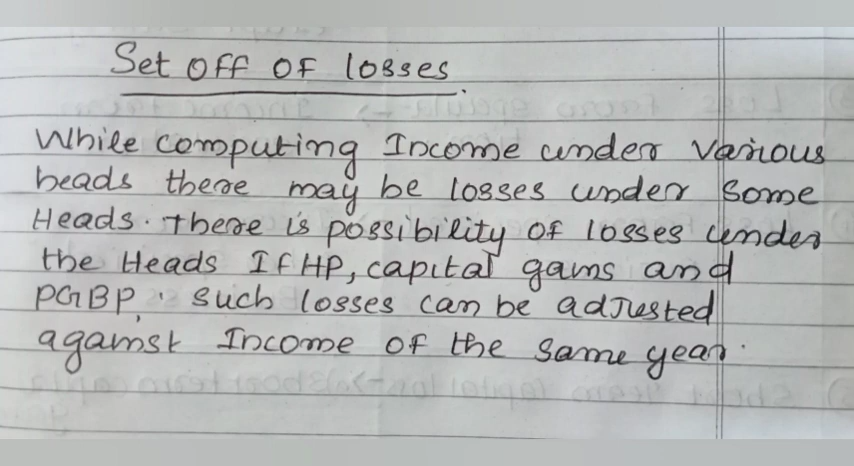 Set OFF OF losses.
While computing Income under various
heads there may be losses under Some
Heads. There is possibility of losses under
the Heads IFHP, capital gains and
PGBP. Such losses can be adJusted
against Income of the same year.